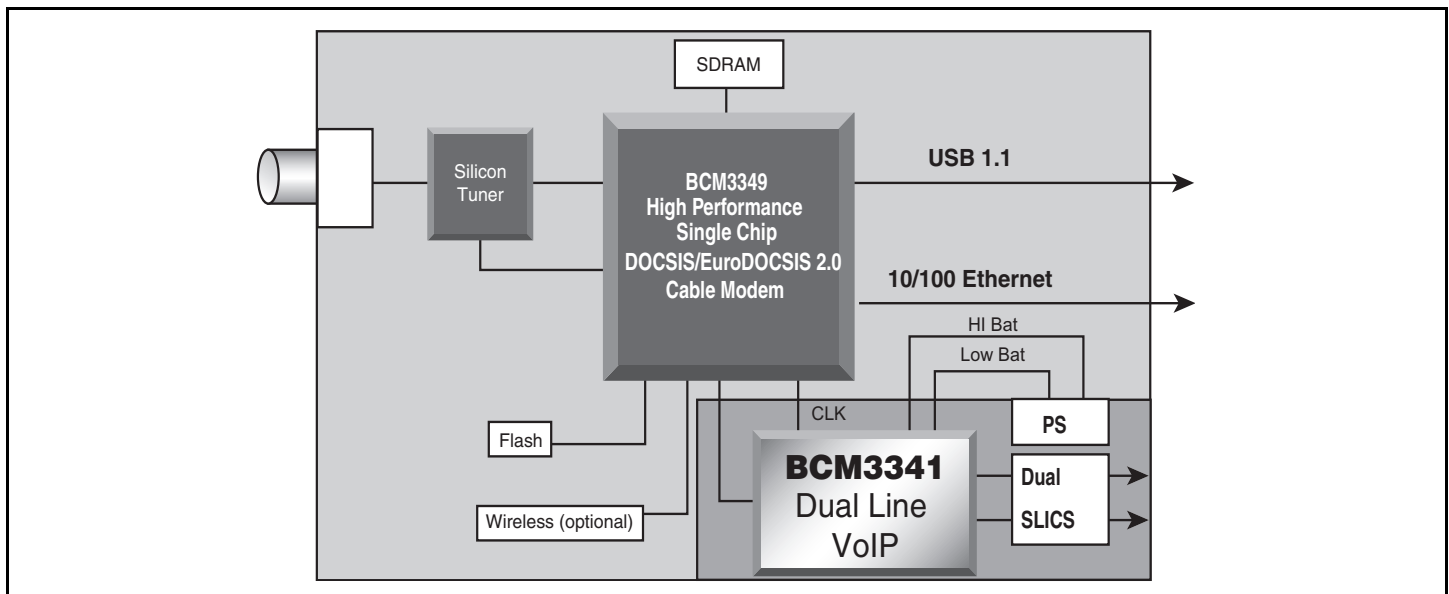 SDRAM
Silicon
Tuner
BCM3349
High Performance
Single Chip
DOCSIS/EuroDOCSIS 2.0
Cable Modem
USB 1.1
10/100 Ethernet
HI Bat
Low Bat
CLK
PS
Flash
BCM3341
Dual Line
VoIP
Dual
SLICS
Wireless (optional)